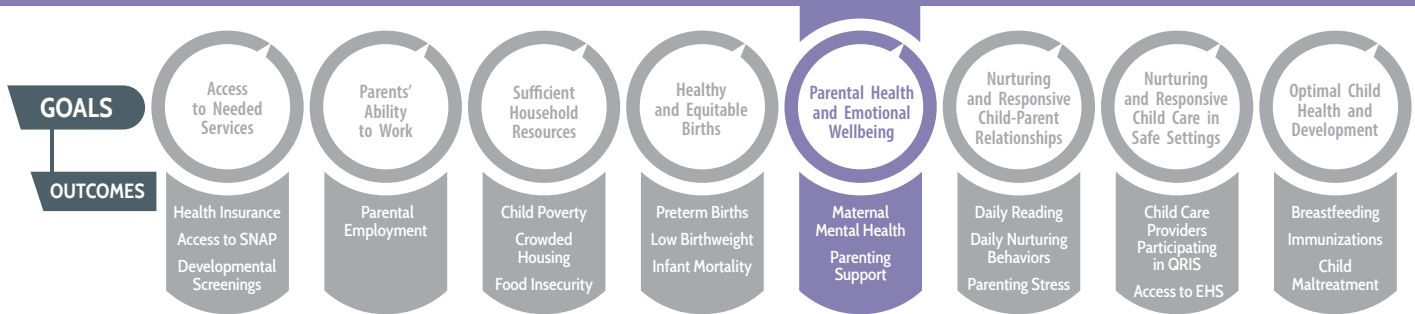 GOALS
OUTCOMES
Access
to Needed
Services
Health Insurance
Access to SNAP
Developmental
Screenings
Parents'
Ability
to Work
Parental
Employment
Sufficient
Household
Resources
Child Poverty
Crowded
Housing
Food Insecurity
Healthy
and Equitable
Births
Preterm Births
Low Birthweight
Infant Mortality
Parental Health
and Emotional
Wellbeing
Maternal
Mental Health
Parenting
Support
Nurturing
and Responsive
Child-Parent
Relationships
Daily Reading
Daily Nurturing
Behaviors
Parenting Stress
Nurturing
and Responsive
Child Care in
Safe Settings
Child Care
Providers
Participating
in QRIS
Access to EHS
Optimal Child
Health and
Development
Breastfeeding
Immunizations
Child
Maltreatment